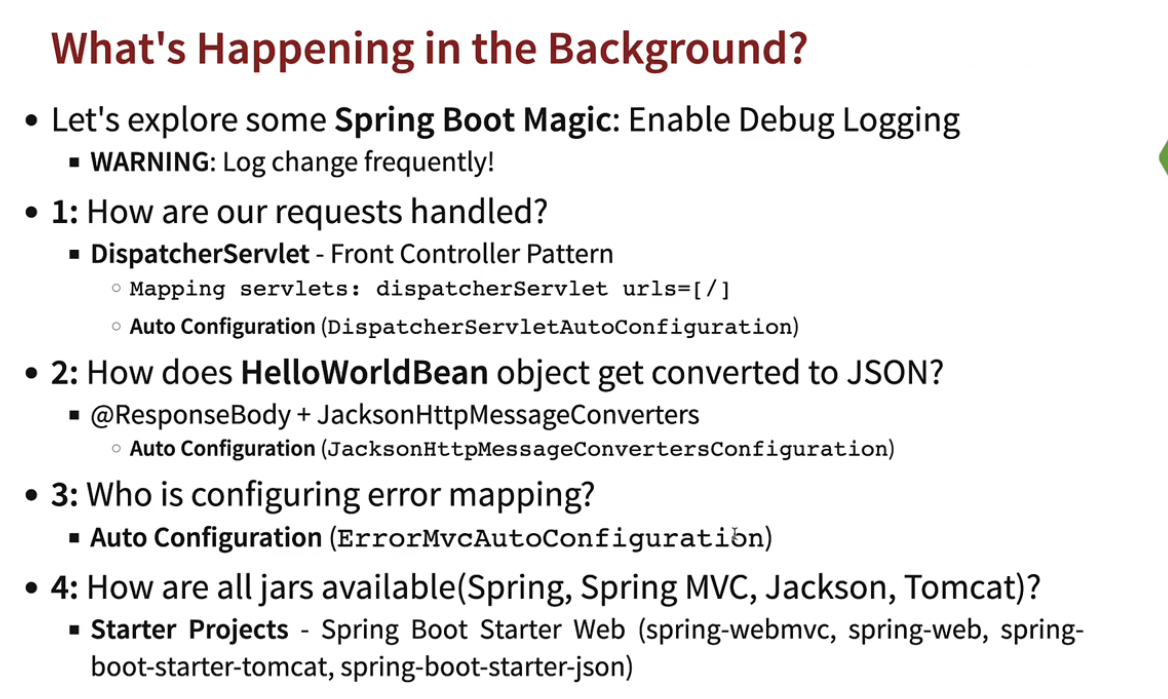 What's Happening in the Background?
• Let's explore some Spring Boot Magic: Enable Debug Logging
▪ WARNING: Log change frequently!
• 1: How are our requests handled?
▪ DispatcherServlet - Front Controller Pattern
○ Mapping servlets: dispatcherServlet urls=[/]
○ Auto Configuration (DispatcherServletAutoConfiguration)
• 2: How does HelloWorldBean object get converted to JSON?
▪ @ResponseBody + JacksonHttpMessageConverters
○ Auto Configuration (JacksonHttpMessageConvertersConfiguration)
• 3: Who is configuring error mapping?
▪ Auto Configuration (ErrorMvcAutoConfiguration)
• 4: How are all jars available(Spring, Spring MVC, Jackson, Tomcat)?
▪ Starter Projects - Spring Boot Starter Web (spring-webmvc, spring-web, spring-
boot-starter-tomcat, spring-boot-starter-json)